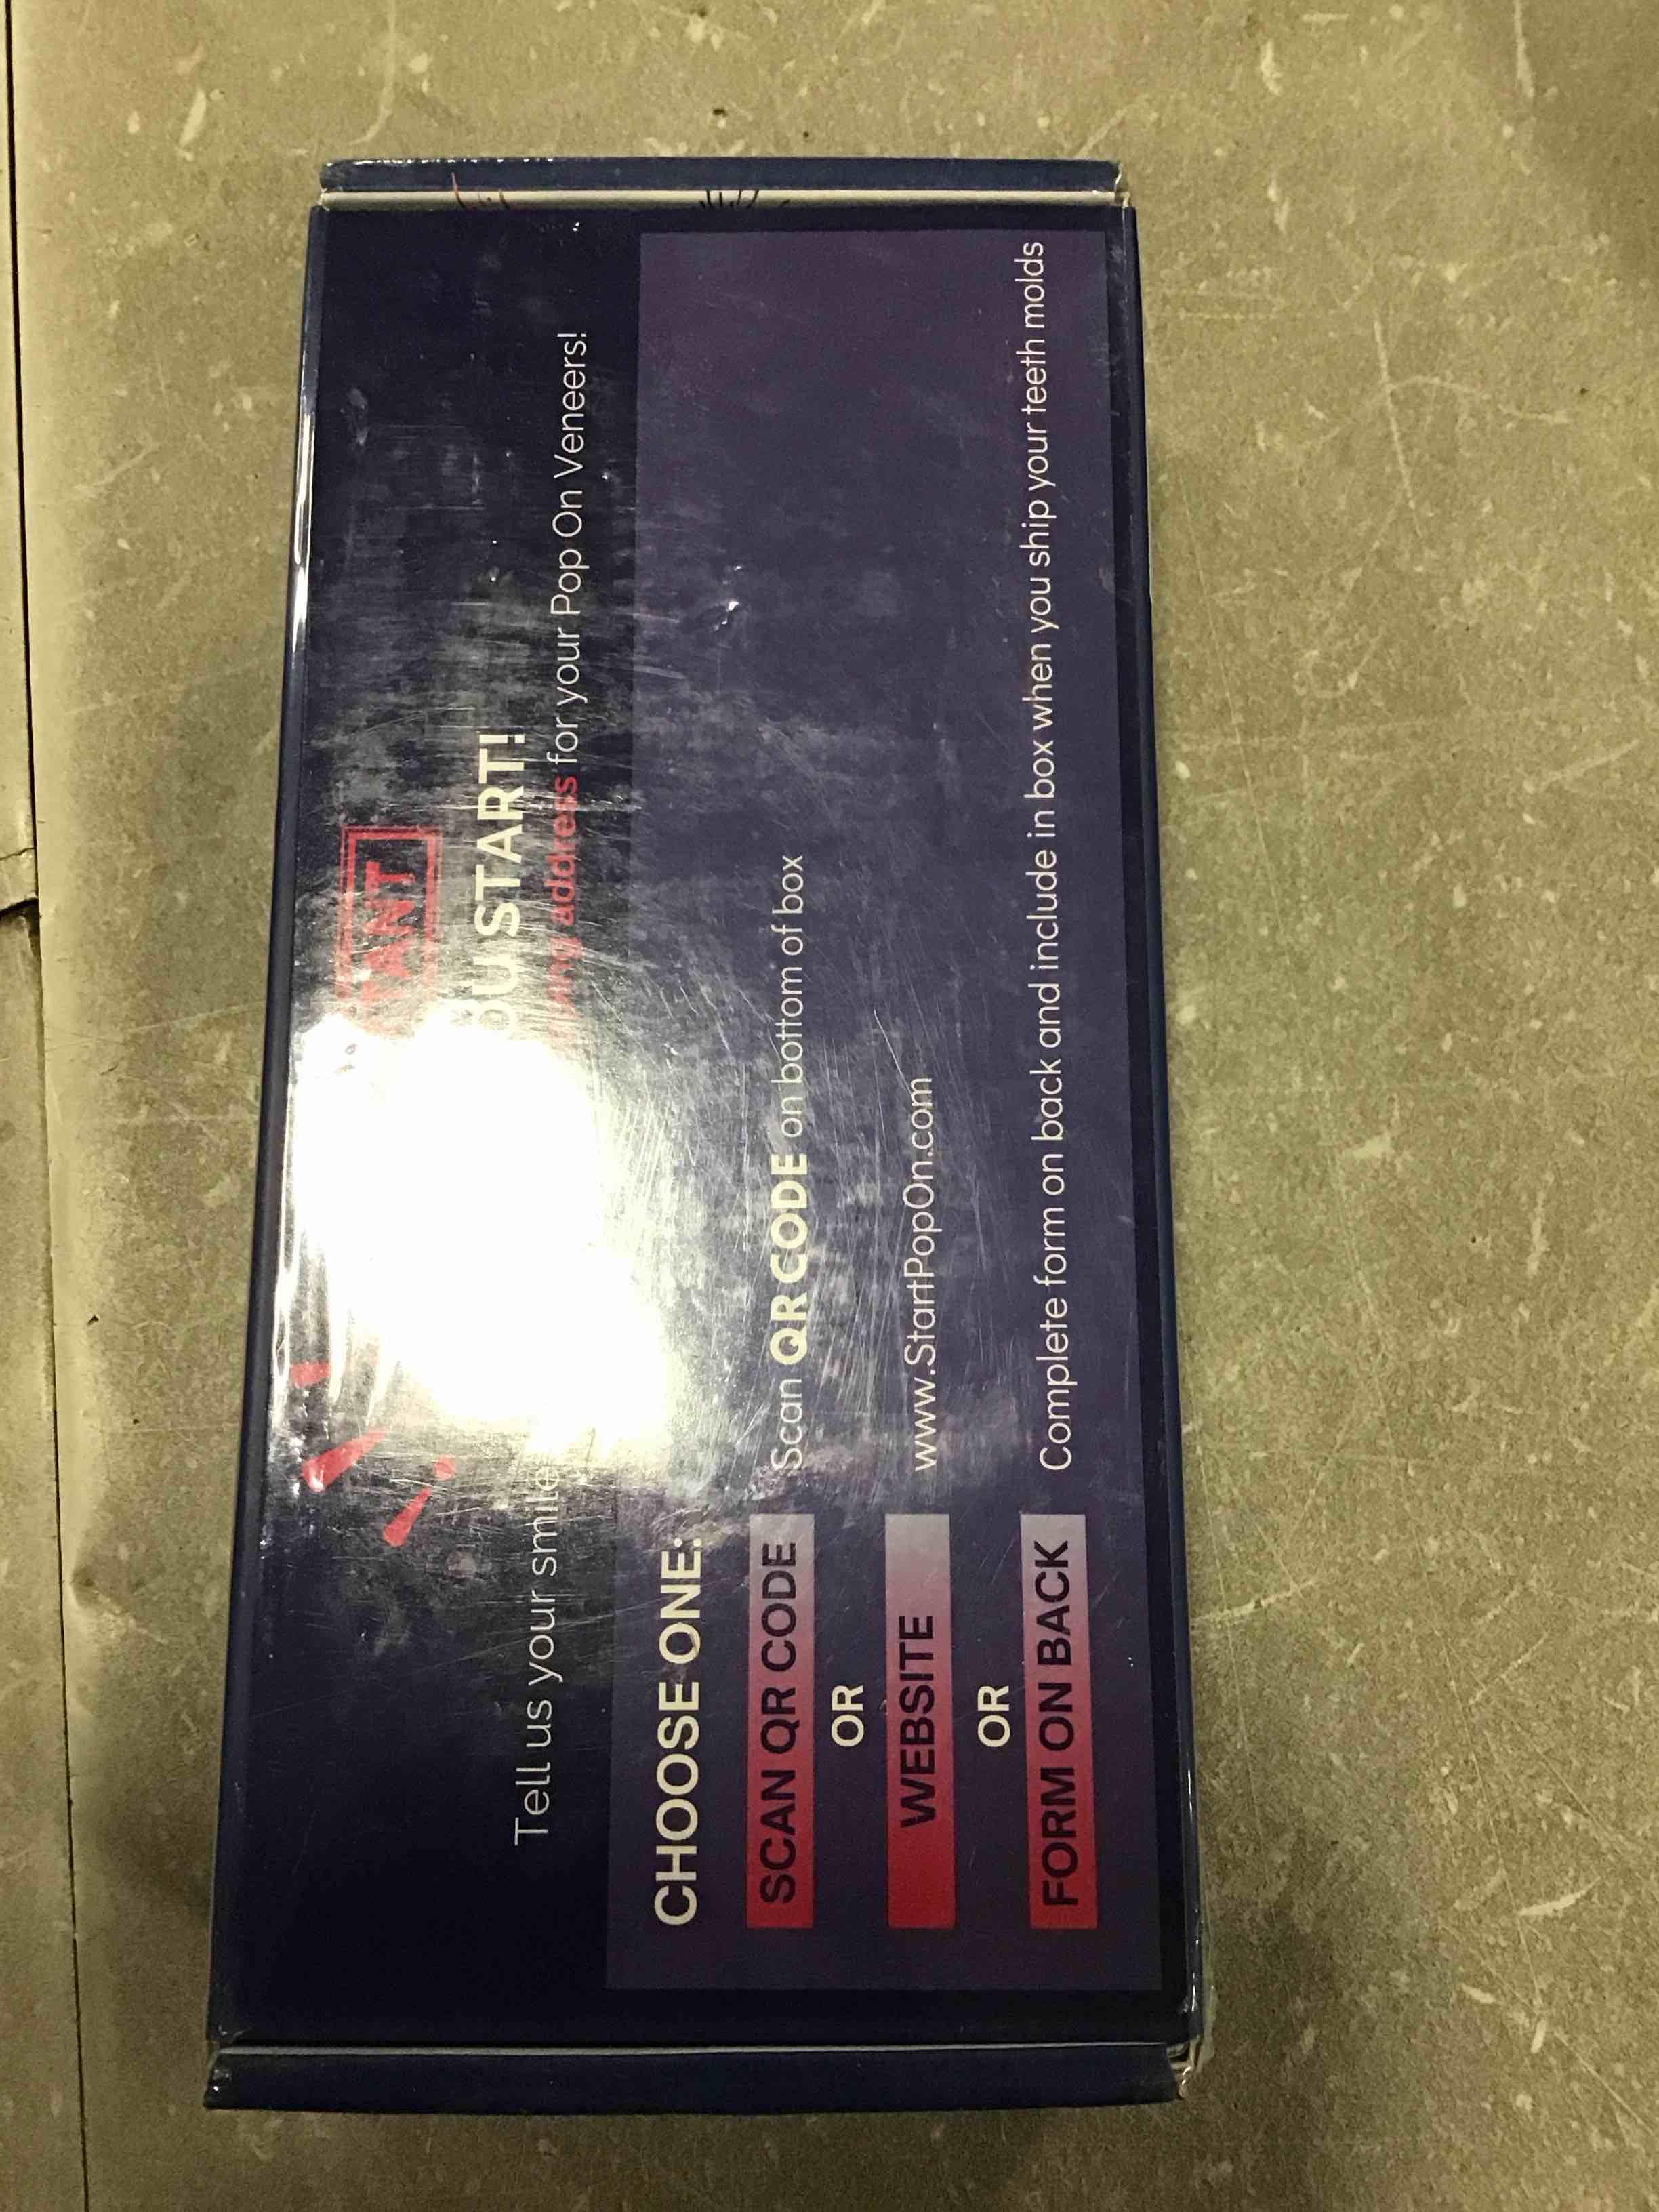 START!
Tell us your smile address for your Pop On Veneers!
CHOOSE ONE:
SCAN QR CODE Scan QR CODE on bottom of box
OR
WEBSITE www.StartPopOn.com
OR
FORM ON BACK Complete form on back and include in box when you ship your teeth molds